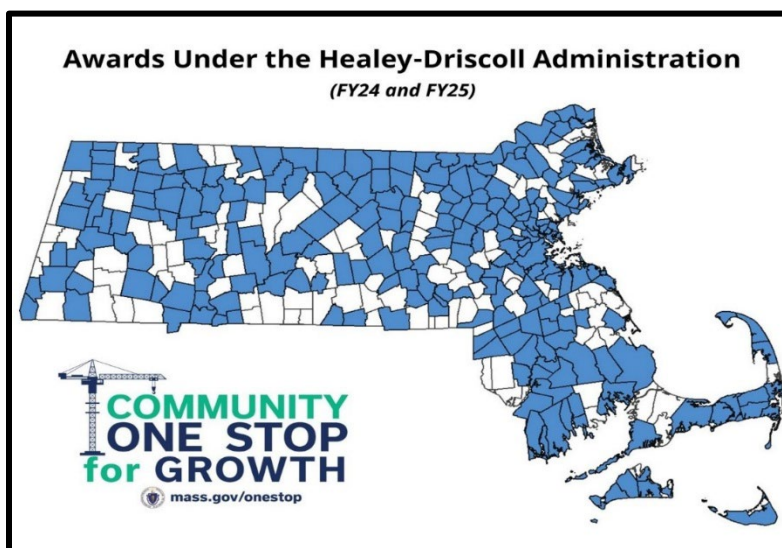 Awards Under the Healey-Driscoll Administration
(FY24 and FY25)
COMMUNITY
ONE STOP
for GROWTH
mass.gov/onestop